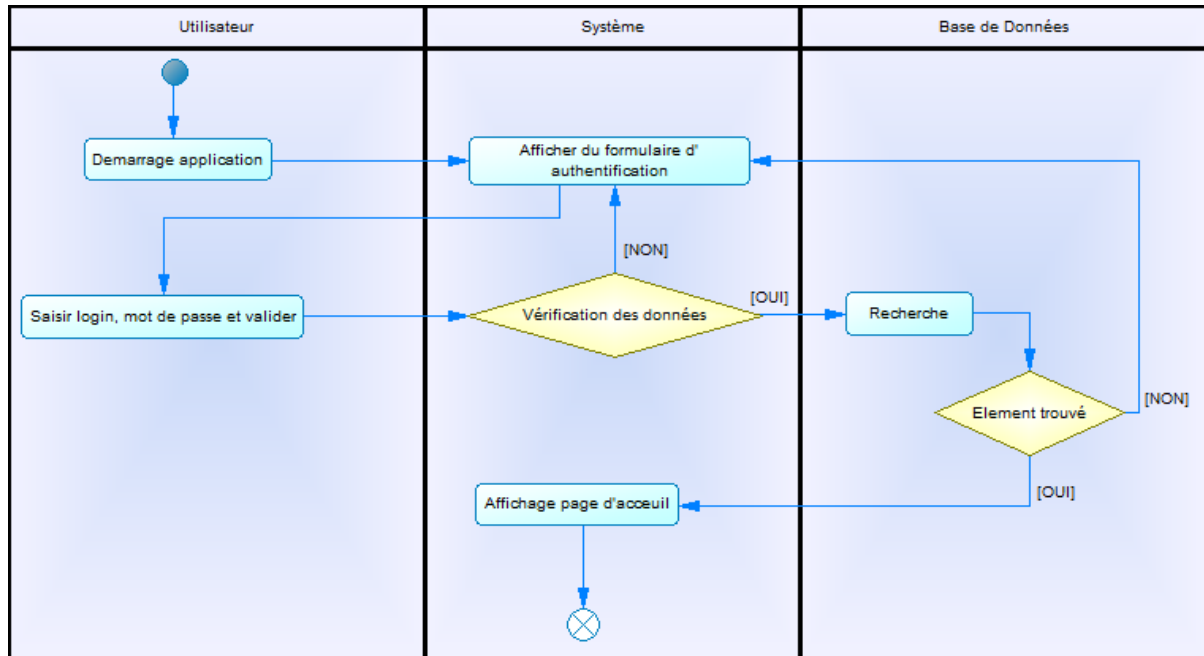 Utilisateur
Système
Base de Données
Demarrage application
Afficher du formulaire d'
authentification
[NON]
[OUI]
Saisir login, mot de passe et valider
Vérification des données
Recherche
[NON]
Element trouvé
[OUI]
Affichage page d'acceuil